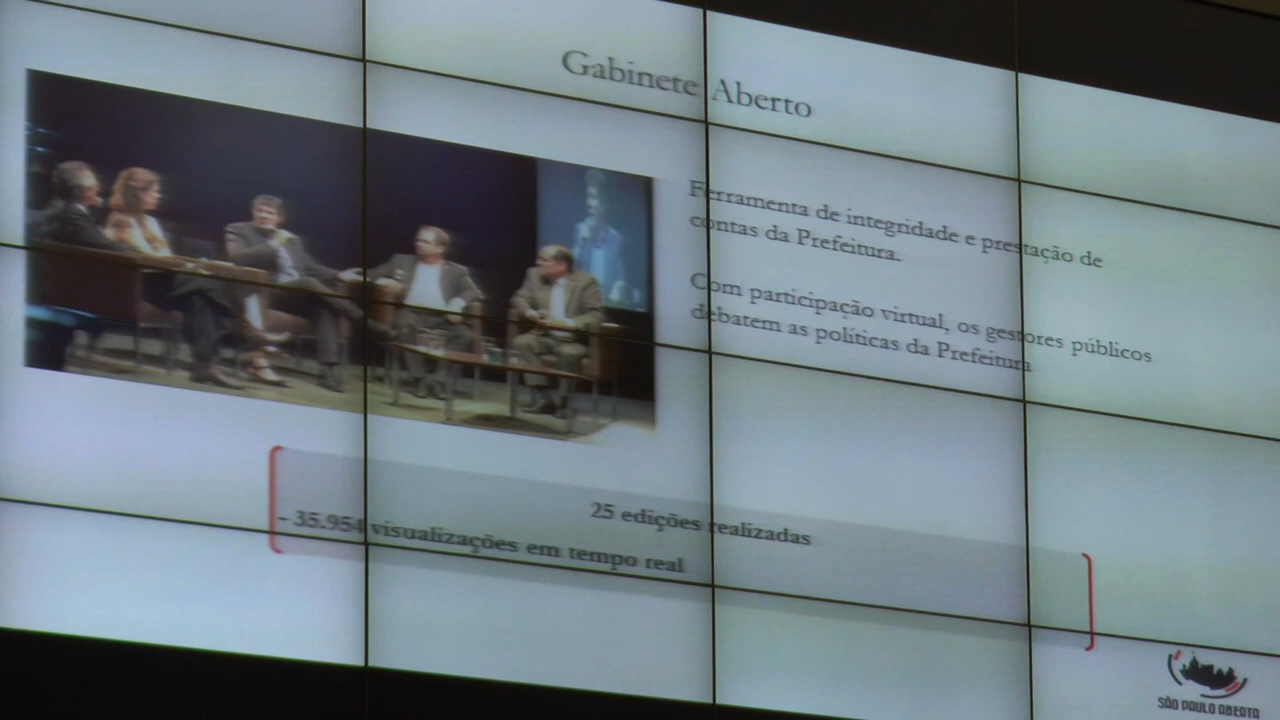 Gabinete Aberto
Ferramenta de integridade e prestação de
contas da Prefeitura.
Com participação virtual, os gestores públicos
debatem as políticas da Prefeitura
25 edições realizadas
- 35.954 visualizações em tempo real
SÃO PAULO ABERTA